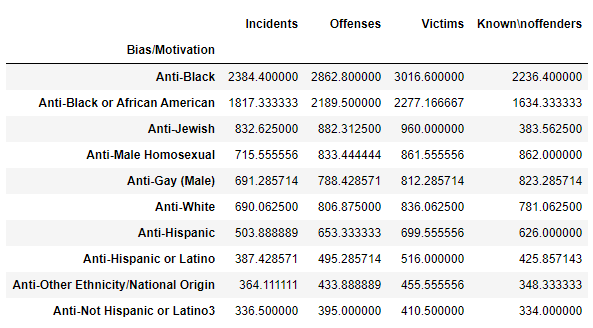 Incidents Offenses Victims Known\noffenders
Bias/Motivation
Anti-Black 2384.400000 2862.800000 3016.600000 2236.400000
Anti-Black or African American 1817.333333 2189.500000 2277.166667 1634.333333
Anti-Jewish 832.625000 882.312500 960.000000 383.562500
Anti-Male Homosexual 715.555556 833.444444 861.555556 862.000000
Anti-Gay (Male) 691.285714 788.428571 812.285714 823.285714
Anti-White 690.062500 806.875000 836.062500 781.062500
Anti-Hispanic 503.888889 653.333333 699.555556 626.000000
Anti-Hispanic or Latino 387.428571 495.285714 516.000000 425.857143
Anti-Other Ethnicity/National Origin 364.111111 433.888889 455.555556 348.333333
Anti-Not Hispanic or Latino3 336.500000 395.000000 410.500000 334.000000